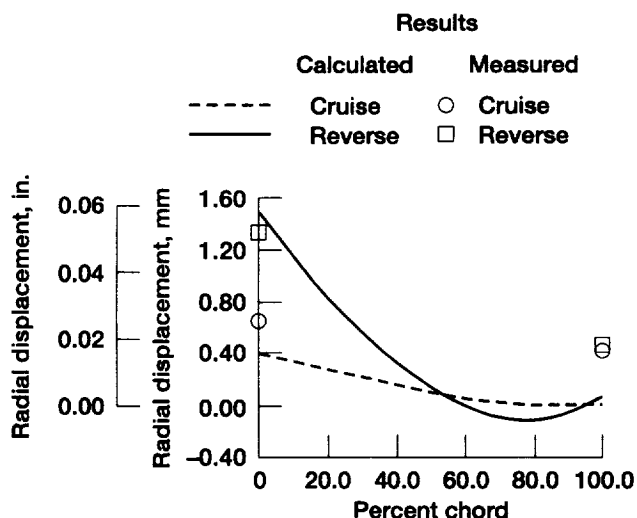 Results
Calculated Measured
Cruise Cruise
Reverse Reverse
Radial displacement, in.
0.06
0.04
0.02
0.00
Radial displacement, mm
1.60
1.20
0.80
0.40
0.00
–0.40
0 20.0 40.0 60.0 80.0 100.0
Percent chord